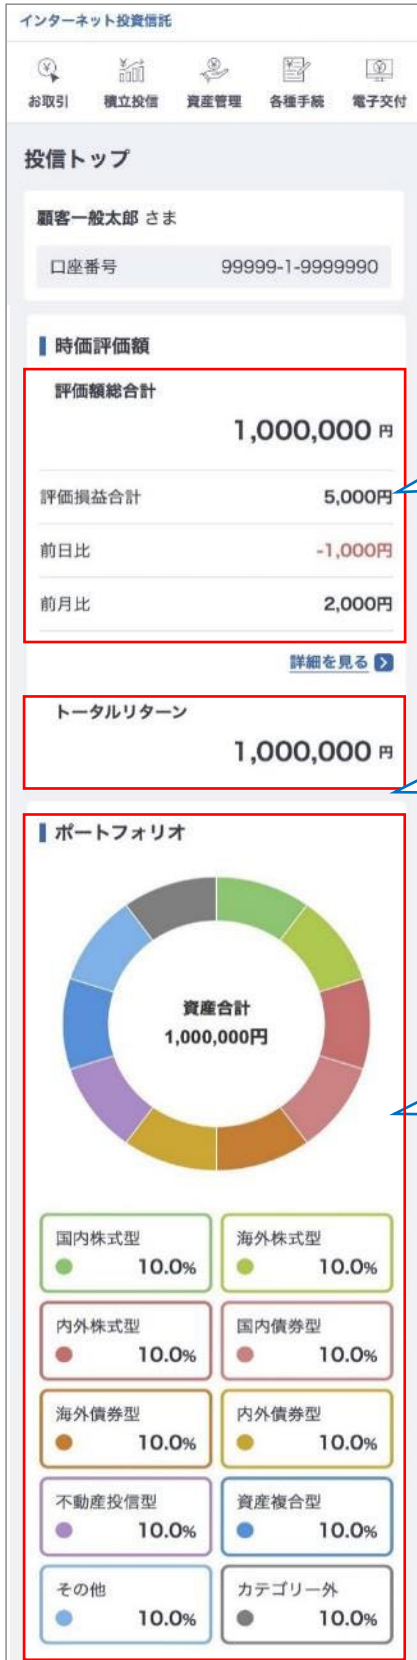 インターネット投資信託
お取引 積立投信 資産管理 各種手続 電子交付
投信トップ
顧客一般太郎 さま
口座番号 99999-1-9999990
時価評価額
評価額総合計
1,000,000 円
評価損益合計 5,000円
前日比 -1,000円
前月比 2,000円
詳細を見る
トータルリターン
1,000,000 円
ポートフォリオ
資産合計
1,000,000円
国内株式型 海外株式型
10.0% 10.0%
内外株式型 国内債券型
10.0% 10.0%
海外債券型 内外債券型
10.0% 10.0%
不動産投信型 資産複合型
10.0% 10.0%
その他 カテゴリー外
10.0% 10.0%